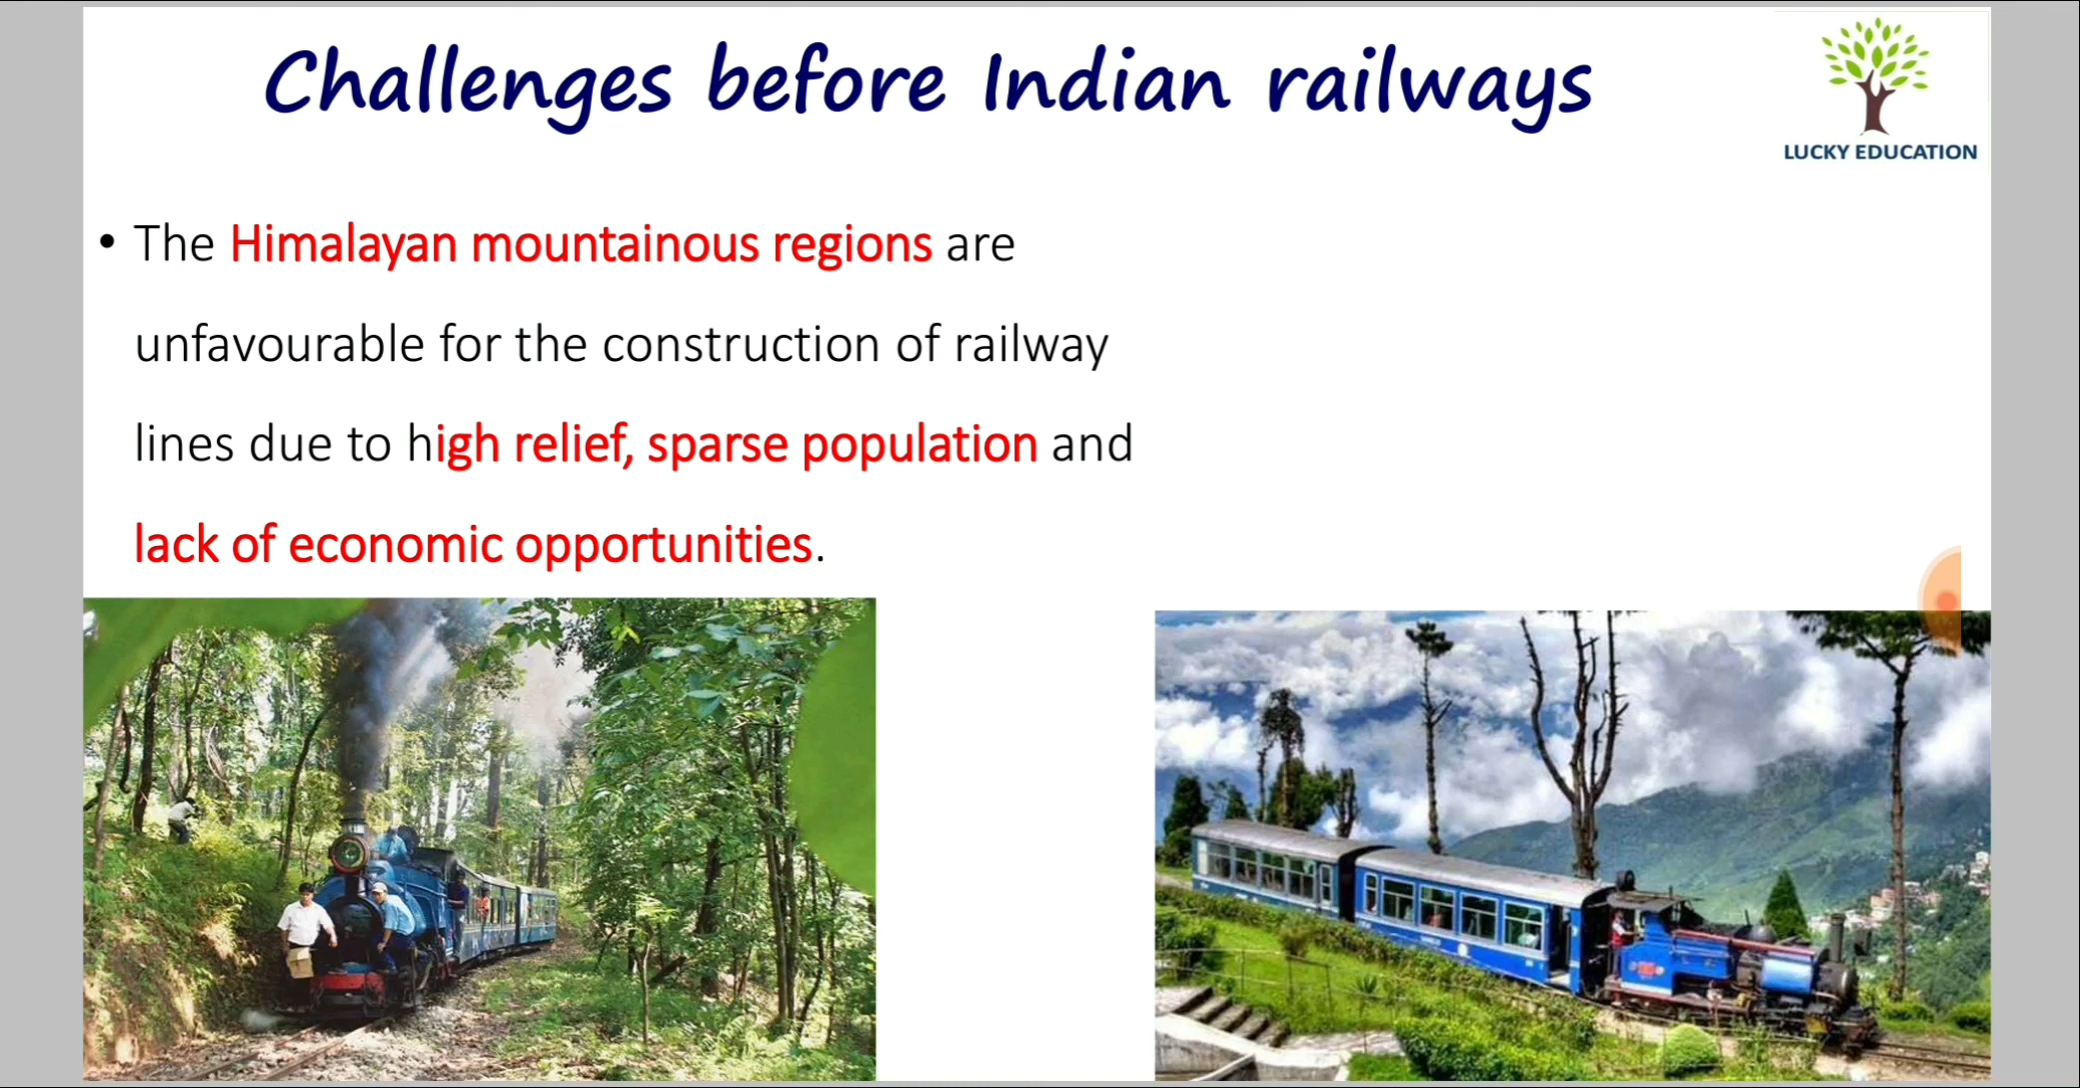 Challenges before Indian railways
LUCKY EDUCATION
• The Himalayan mountainous regions are
unfavourable for the construction of railway
lines due to high relief, sparse population and
lack of economic opportunities.